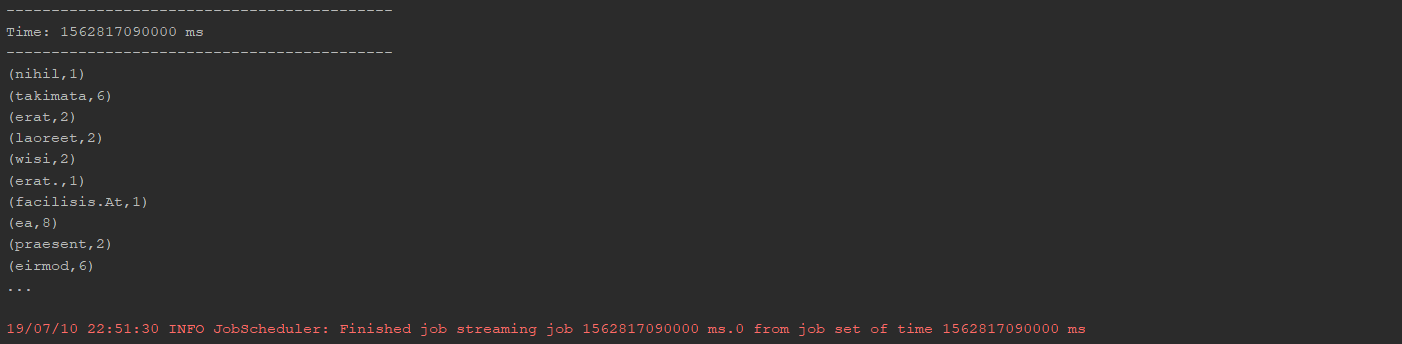 -------------------------------------------
Time: 1562817090000 ms
-------------------------------------------
(nihil,1)
(takimata,6)
(erat,2)
(laoreet,2)
(wisi,2)
(erat.,1)
(facilisis.At,1)
(ea,8)
(praesent,2)
(eirmod,6)
...
19/07/10 22:51:30 INFO JobScheduler: Finished job streaming job 1562817090000 ms.0 from job set of time 1562817090000 ms